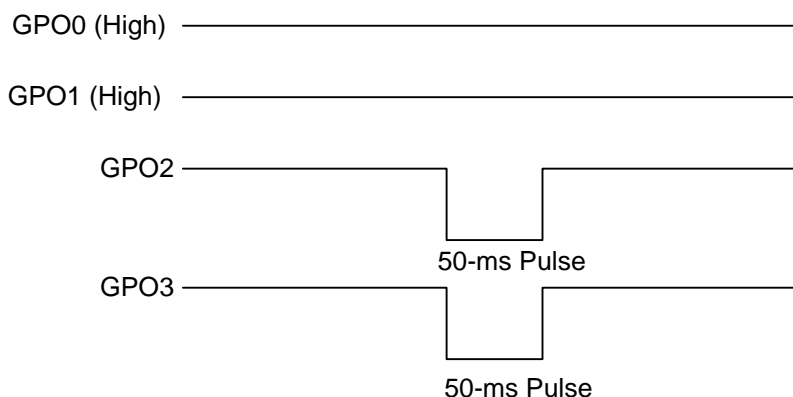 GPO0 (High)
GPO1 (High)
GPO2
50-ms Pulse
GPO3
50-ms Pulse